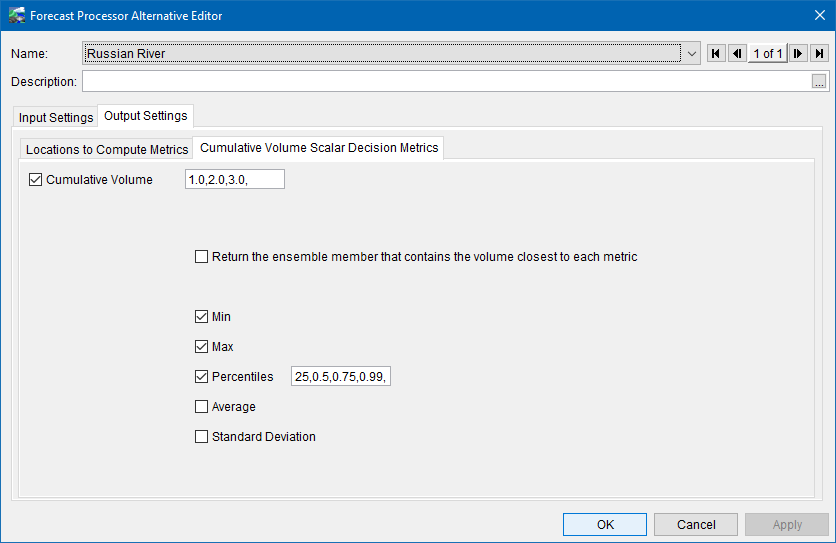 Forecast Processor Alternative Editor
Name: Russian River 1 of 1
Description: ...
Input Settings Output Settings
Locations to Compute Metrics Cumulative Volume Scalar Decision Metrics
Cumulative Volume 1.0,2.0,3.0,
Return the ensemble member that contains the volume closest to each metric
Min
Max
Percentiles 25,0.5,0.75,0.99,
Average
Standard Deviation
OK Cancel Apply